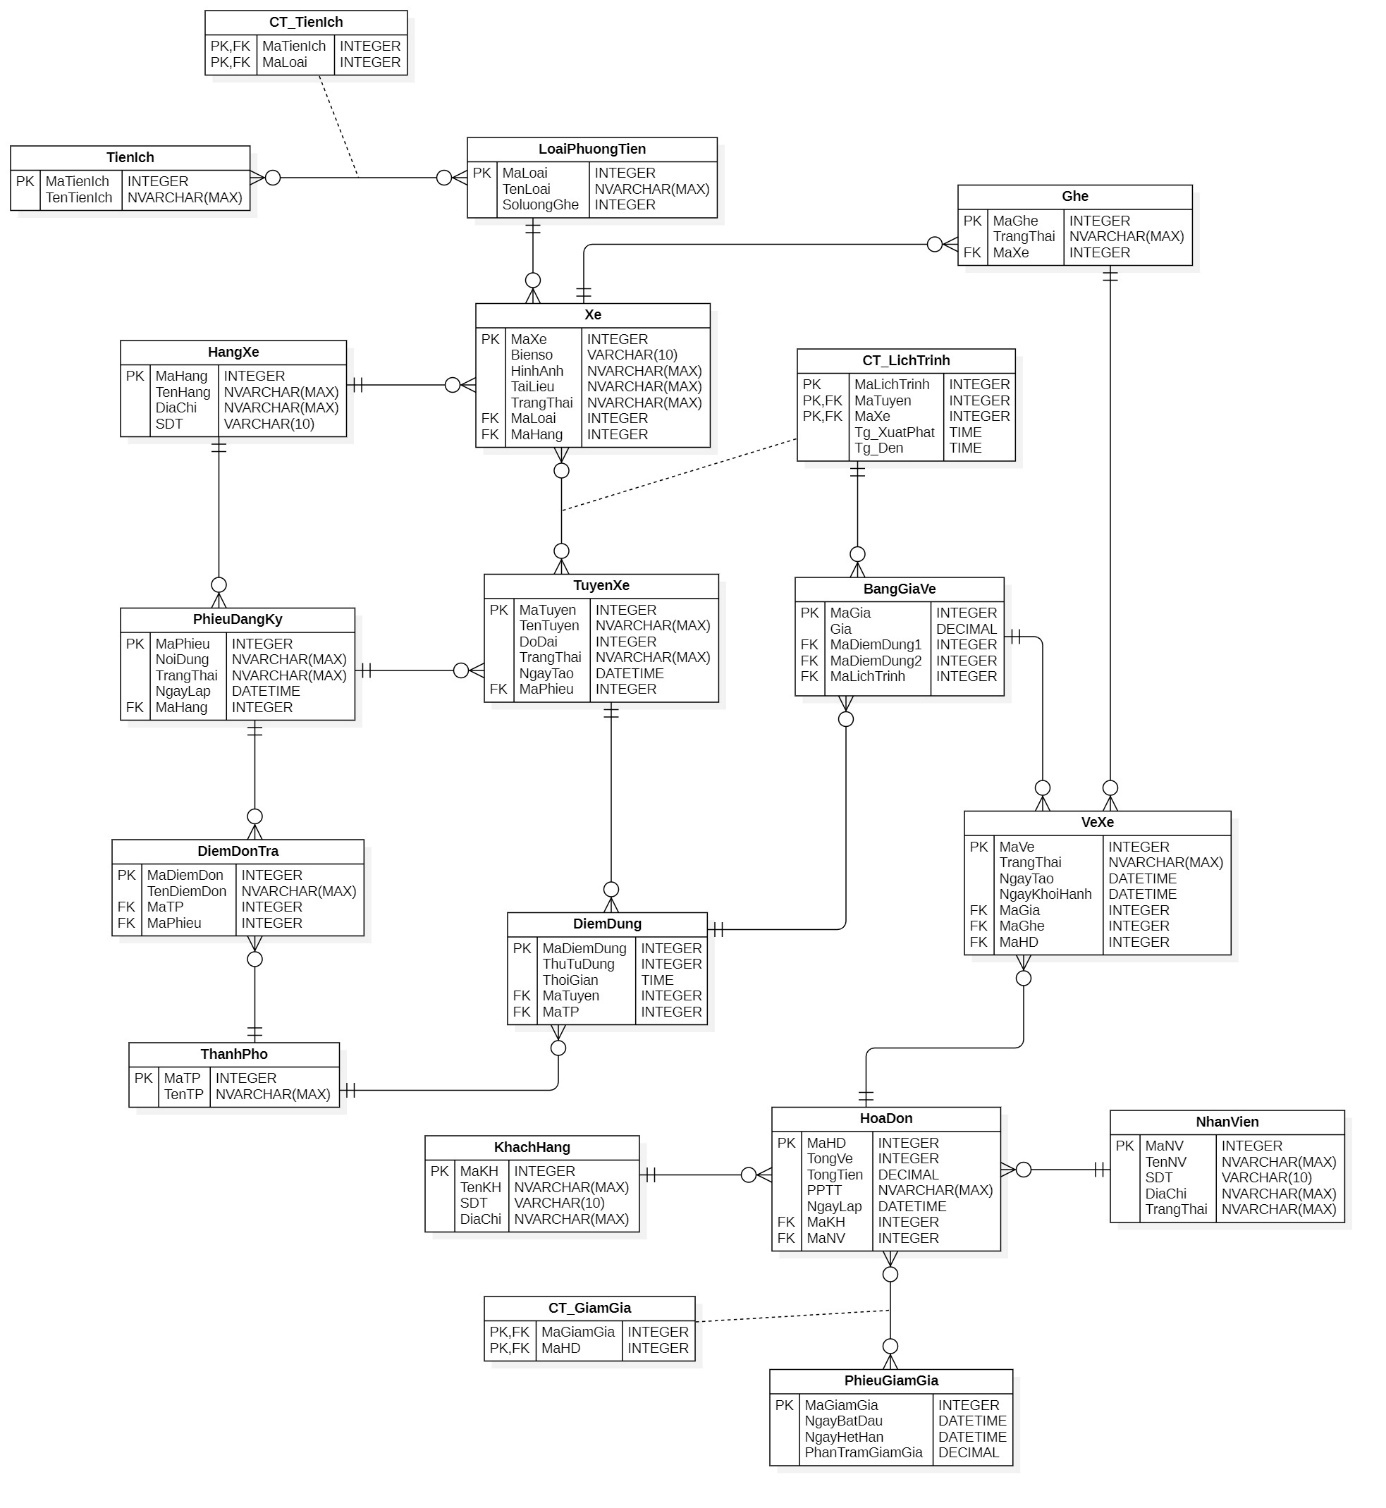 CT_TienIch
PK,FK MaTienIch INTEGER
PK,FK MaLoai INTEGER
TienIch
PK MaTienIch INTEGER
TenTienIch NVARCHAR(MAX)
LoaiPhuongTien
PK MaLoai INTEGER
TenLoai NVARCHAR(MAX)
SoluongGhe INTEGER
Ghe
PK MaGhe INTEGER
TrangThai NVARCHAR(MAX)
FK MaXe INTEGER
Xe
PK MaXe INTEGER
Bienso VARCHAR(10)
HinhAnh NVARCHAR(MAX)
TaiLieu NVARCHAR(MAX)
TrangThai NVARCHAR(MAX)
FK MaLoai INTEGER
FK MaHang INTEGER
HangXe
PK MaHang INTEGER
TenHang NVARCHAR(MAX)
DiaChi NVARCHAR(MAX)
SDT VARCHAR(10)
CT_LichTrinh
PK MaLichTrinh INTEGER
PK,FK MaTuyen INTEGER
PK,FK MaXe INTEGER
Tg_XuatPhat TIME
Tg_Den TIME
TuyenXe
PK MaTuyen INTEGER
TenTuyen NVARCHAR(MAX)
DoDai INTEGER
TrangThai NVARCHAR(MAX)
NgayTao DATETIME
FK MaPhieu INTEGER
BangGiaVe
PK MaGia INTEGER
Gia DECIMAL
FK MaDiemDung1 INTEGER
FK MaDiemDung2 INTEGER
FK MaLichTrinh INTEGER
PhieuDangKy
PK MaPhieu INTEGER
NoiDung NVARCHAR(MAX)
TrangThai NVARCHAR(MAX)
NgayLap DATETIME
FK MaHang INTEGER
DiemDonTra
PK MaDiemDon INTEGER
TenDiemDon NVARCHAR(MAX)
FK MaTP INTEGER
FK MaPhieu INTEGER
VeXe
PK MaVe INTEGER
TrangThai NVARCHAR(MAX)
NgayTao DATETIME
NgayKhoiHanh DATETIME
FK MaGia INTEGER
FK MaGhe INTEGER
FK MaHD INTEGER
DiemDung
PK MaDiemDung INTEGER
ThuTuDung INTEGER
ThoiGian TIME
FK MaTuyen INTEGER
FK MaTP INTEGER
ThanhPho
PK MaTP INTEGER
TenTP NVARCHAR(MAX)
KhachHang
PK MaKH INTEGER
TenKH NVARCHAR(MAX)
SDT VARCHAR(10)
DiaChi NVARCHAR(MAX)
HoaDon
PK MaHD INTEGER
TongVe INTEGER
TongTien DECIMAL
PPTT NVARCHAR(MAX)
NgayLap DATETIME
FK MaKH INTEGER
FK MaNV INTEGER
NhanVien
PK MaNV INTEGER
TenNV NVARCHAR(MAX)
SDT VARCHAR(10)
DiaChi NVARCHAR(MAX)
TrangThai NVARCHAR(MAX)
CT_GiamGia
PK,FK MaGiamGia INTEGER
PK,FK MaHD INTEGER
PhieuGiamGia
PK MaGiamGia INTEGER
NgayBatDau DATETIME
NgayHetHan DATETIME
PhanTramGiamGia DECIMAL